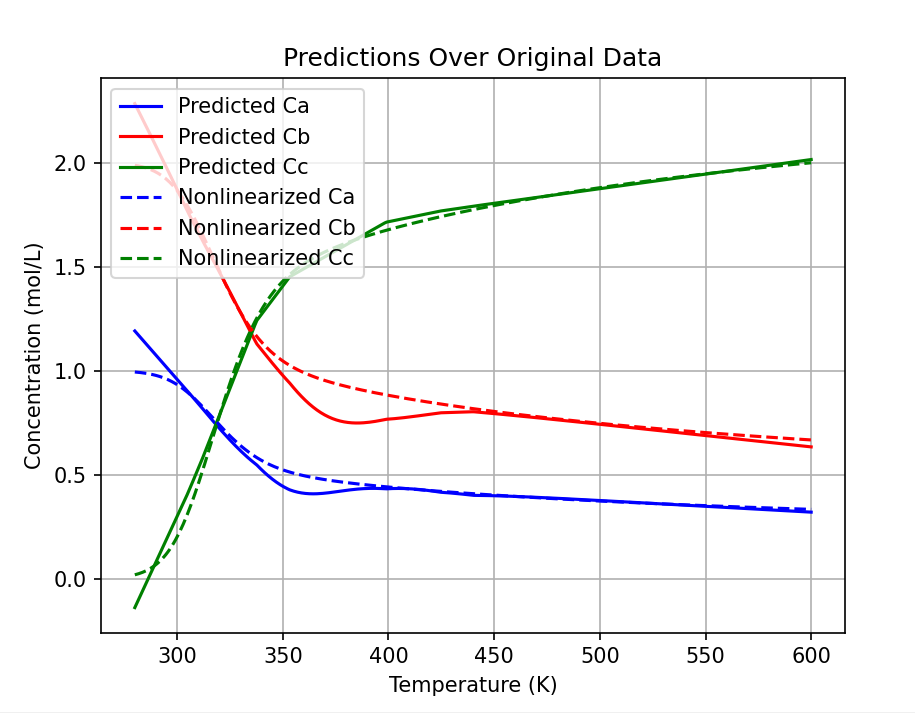 Predictions Over Original Data
Predicted Ca
Predicted Cb
Predicted Cc
Nonlinearized Ca
Nonlinearized Cb
Nonlinearized Cc
Concentration (mol/L)
2.0
1.5
1.0
0.5
0.0
300 350 400 450 500 550 600
Temperature (K)